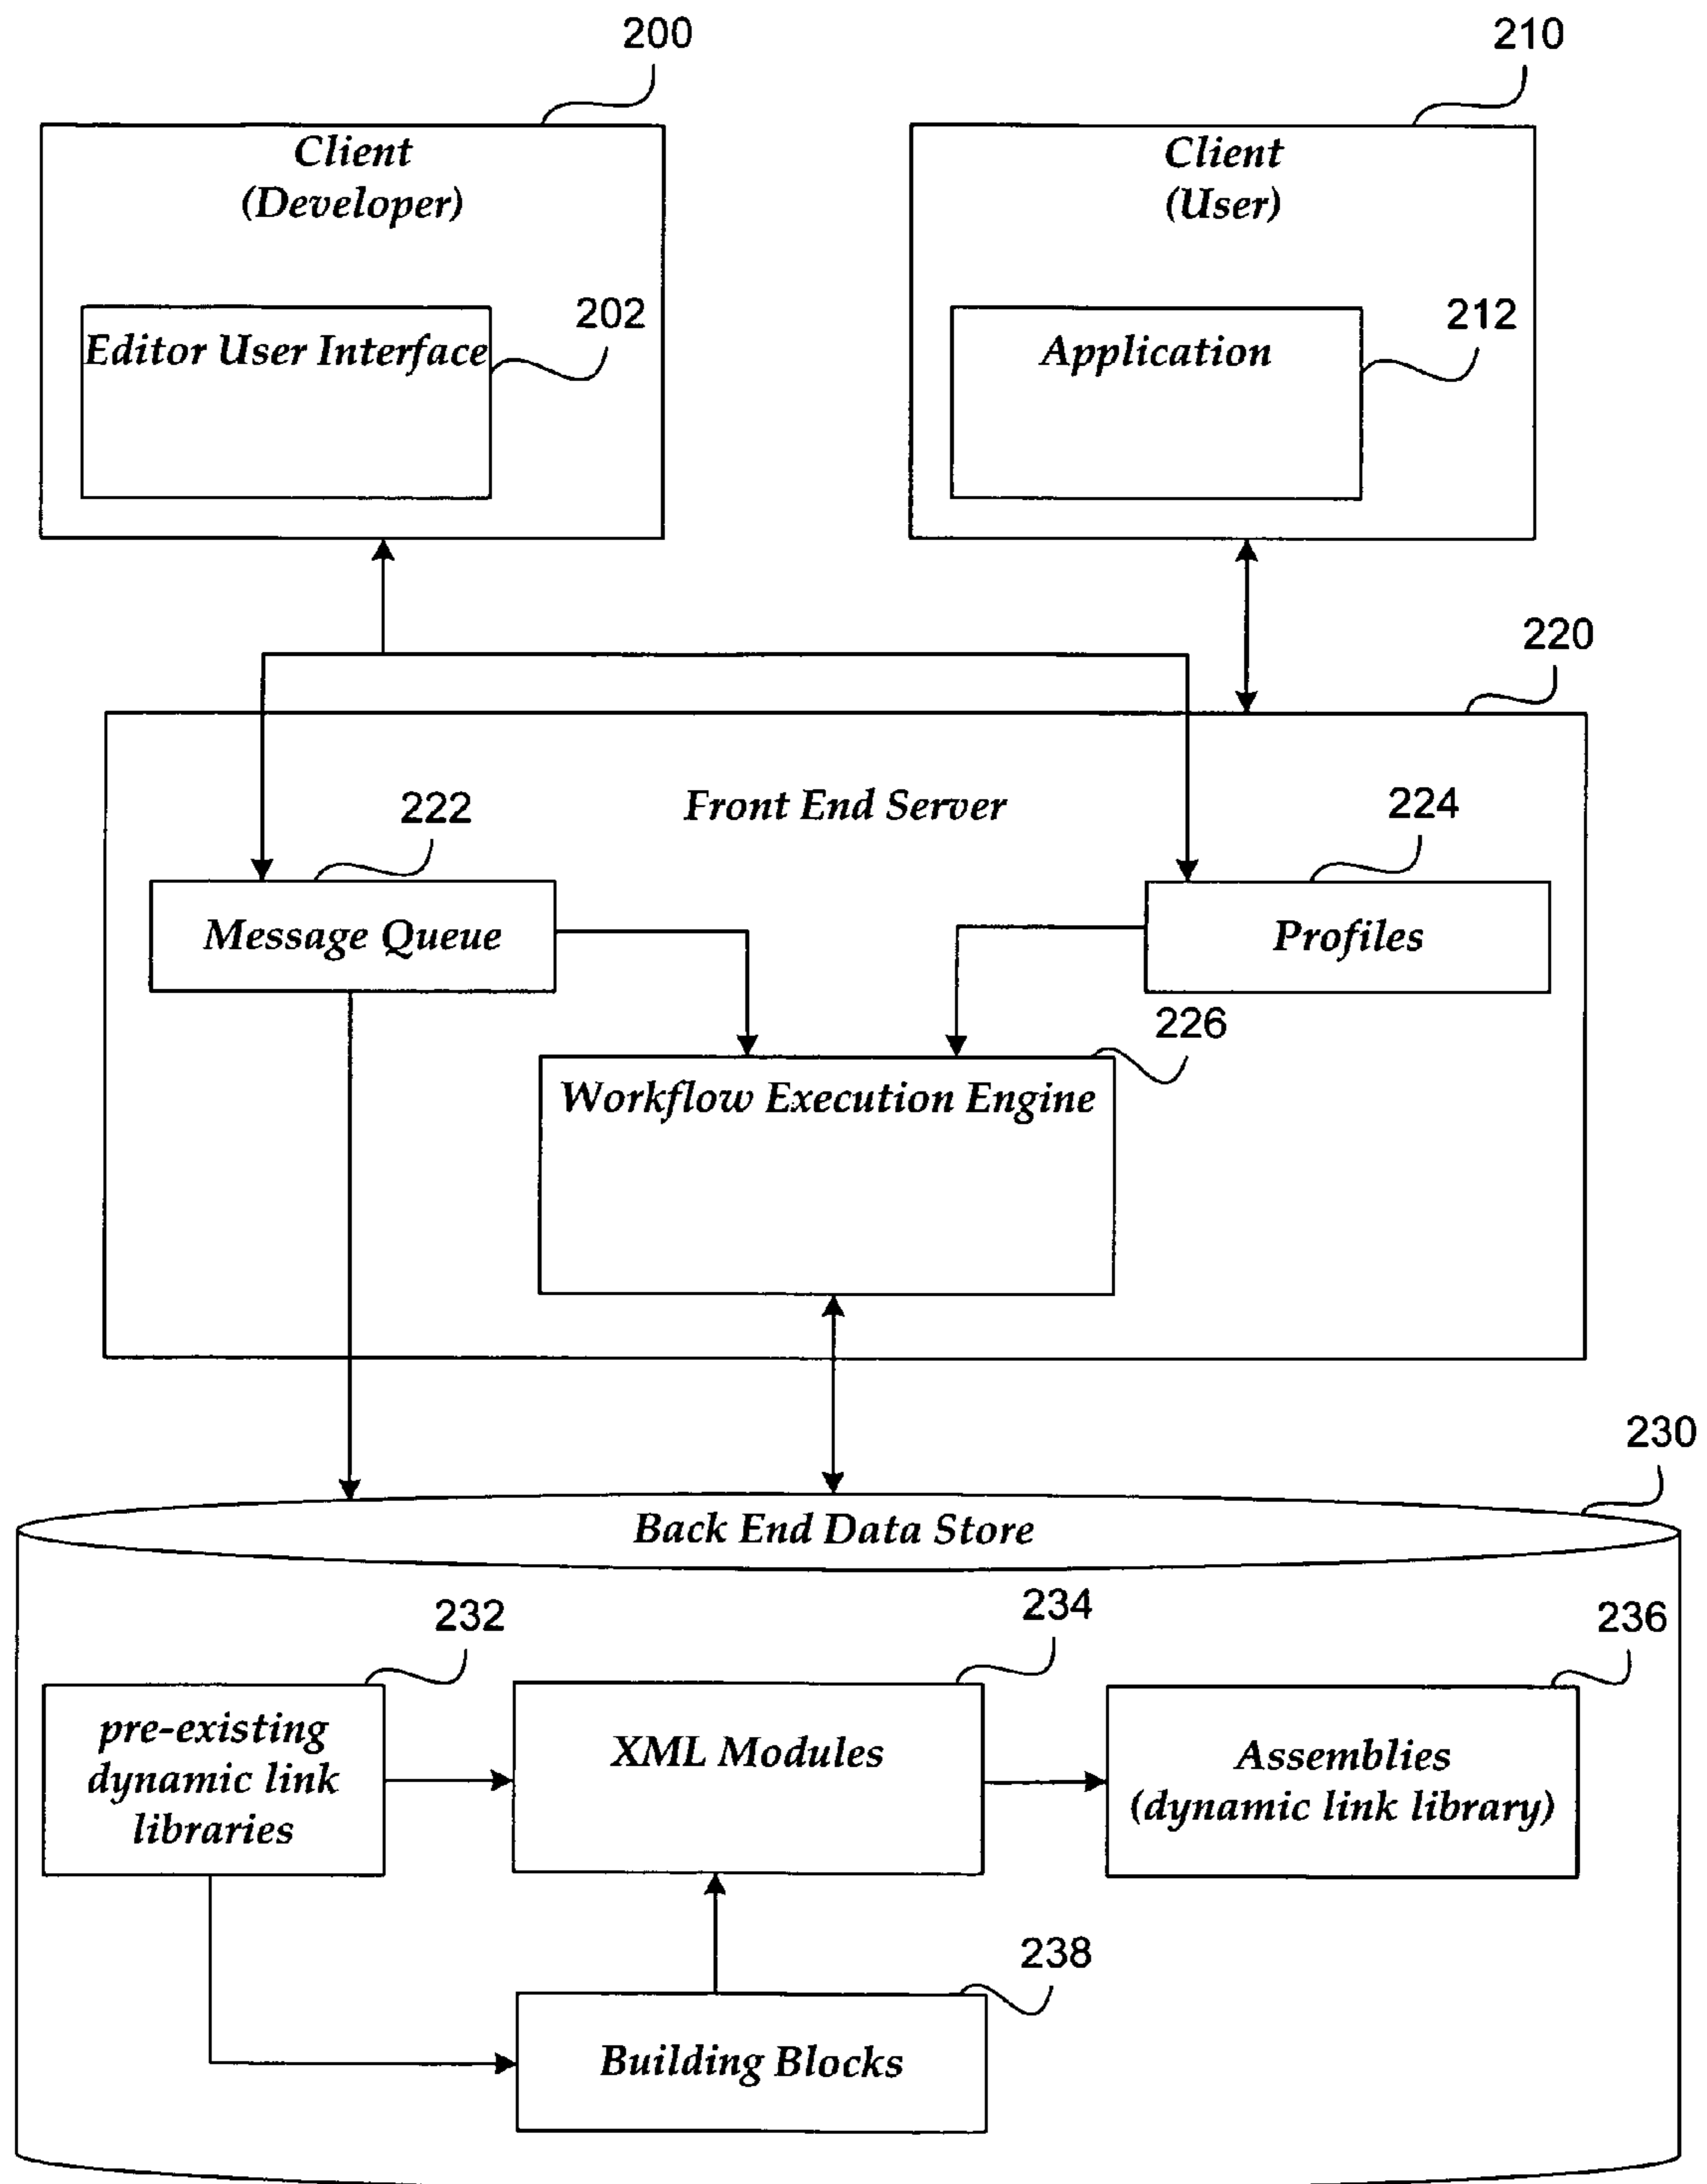 200
210
Client
(Developer)
Client
(User)
202
Editor User Interface
212
Application
220
Front End Server
222
224
Message Queue
Profiles
226
Workflow Execution Engine
230
Back End Data Store
232
234
236
pre-existing
dynamic link
libraries
XML Modules
Assemblies
(dynamic link library)
238
Building Blocks